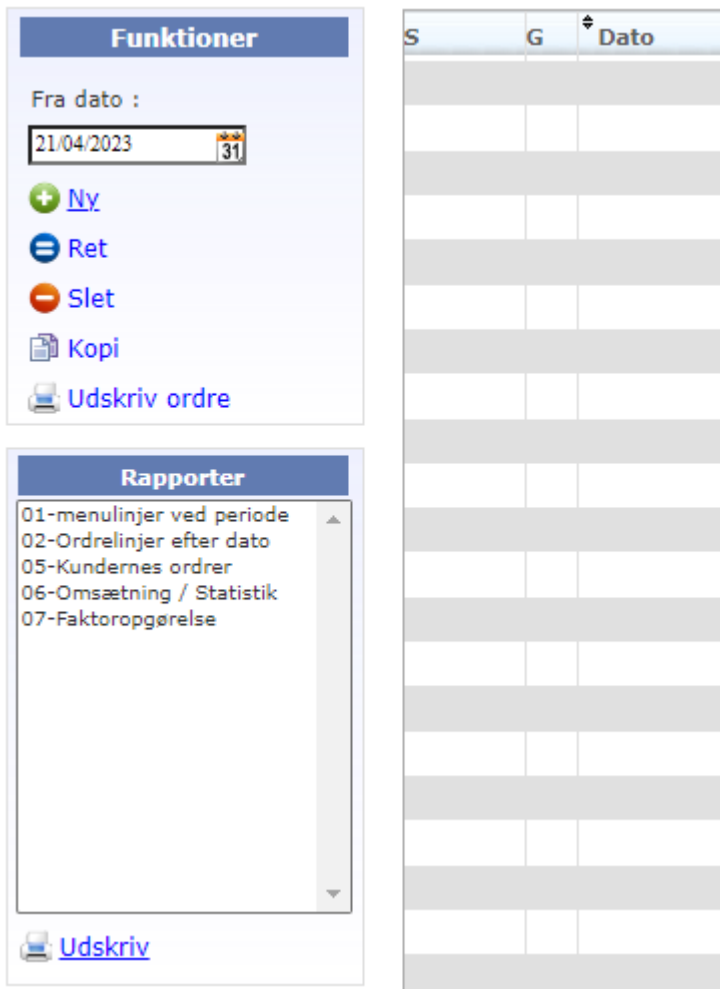 Funktioner
Fra dato :
21/04/2023
31
Ny
Ret
Slet
Kopi
Udskriv ordre
Rapporter
01-menulinjer ved periode
02-Ordrelinjer efter dato
05-Kundernes ordrer
06-Omsætning / Statistik
07-Faktoropgørelse
Udskriv
S G Dato